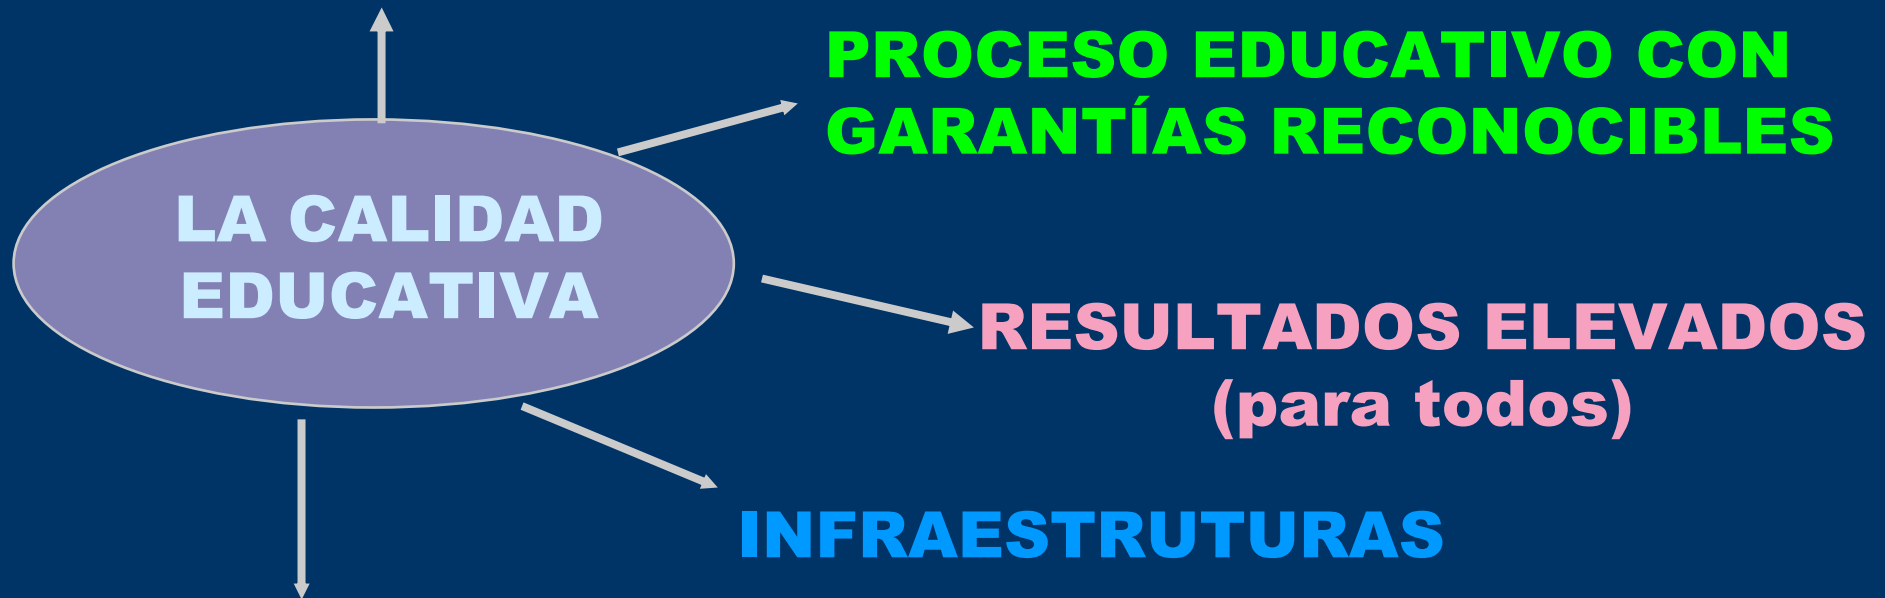 PROCESO EDUCATIVO CON
GARANTÍAS RECONOCIBLES
LA CALIDAD
EDUCATIVA
RESULTADOS ELEVADOS
(para todos)
INFRAESTRUTURAS